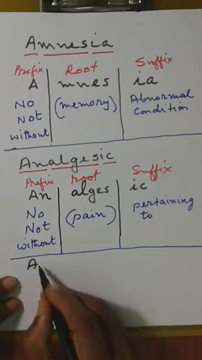 Amnesia
Prefix Root Suffix
A mnes ia
No (memory) Abnormal
Not Condition
without
Analgesic
Prefix root Suffix
An alges ic
No (pain) pertaining
Not to
without
A